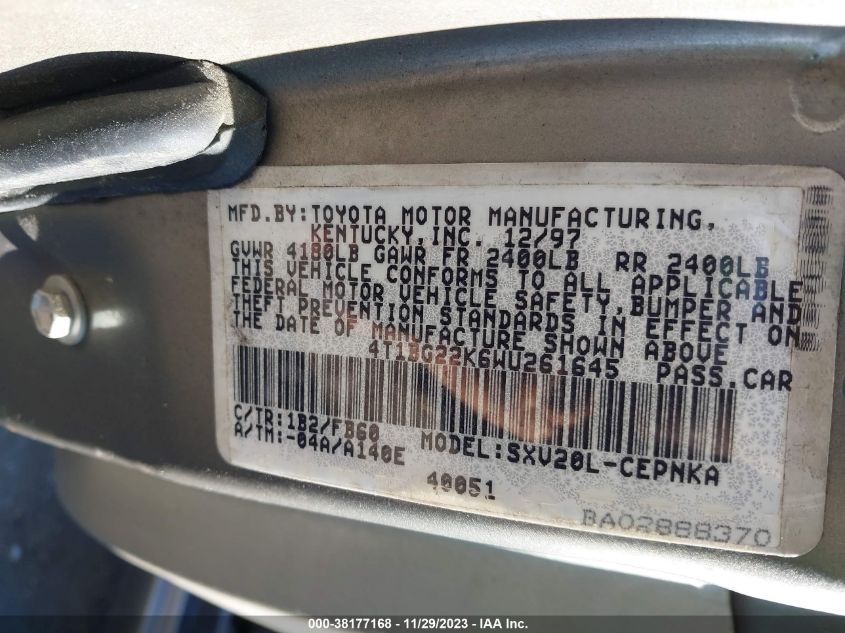 MFD.BY:TOYOTA MOTOR MANUFACTURING,
KENTUCKY,INC. 12/97
GVWR 4180LB GAWR FR 2400LB RR 2400LB
THIS VEHICLE CONFORMS TO ALL APPLICABLE
FEDERAL MOTOR VEHICLE SAFETY,BUMPER AND
THEFT PREVENTION STANDARDS IN EFFECT ON
THE DATE OF MANUFACTURE SHOWN ABOVE
4T1BG22K6WU261645 PASS.CAR
C/TR:1B2/FB60
A/TM:-04A/A140E MODEL:SXV20L-CEPNKA
40051
BA02888370
000-38177168 - 11/29/2023 - IAA Inc.